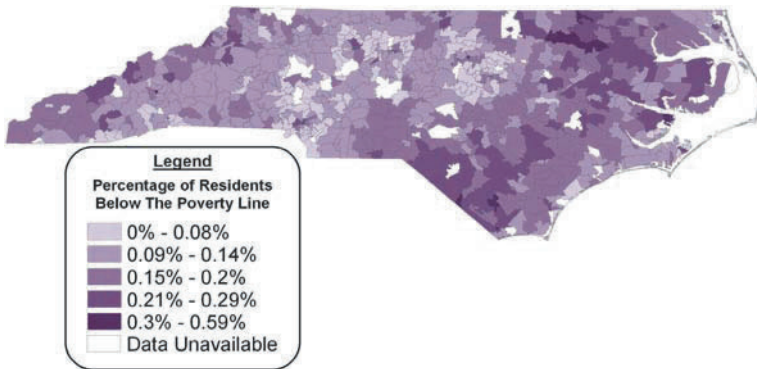 Legend
Percentage of Residents
Below The Poverty Line
0% - 0.08%
0.09% - 0.14%
0.15% - 0.2%
0.21% - 0.29%
0.3% - 0.59%
Data Unavailable